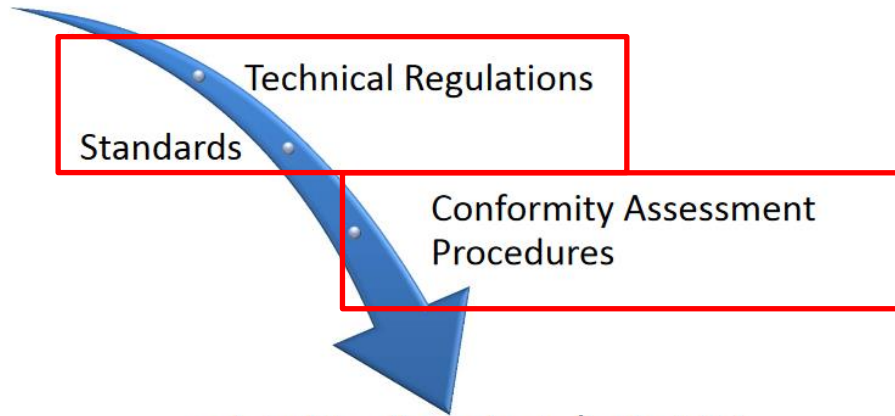 Technical Regulations
Standards
Conformity Assessment
Procedures